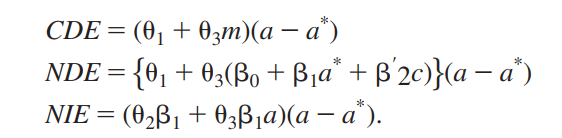 CDE = (θ₁ + θ₃m)(a − a*)
NDE = {θ₁ + θ₃(β₀ + β₁a* + β′2c)}(a − a*)
NIE = (θ₂β₁ + θ₃β₁a)(a − a*).